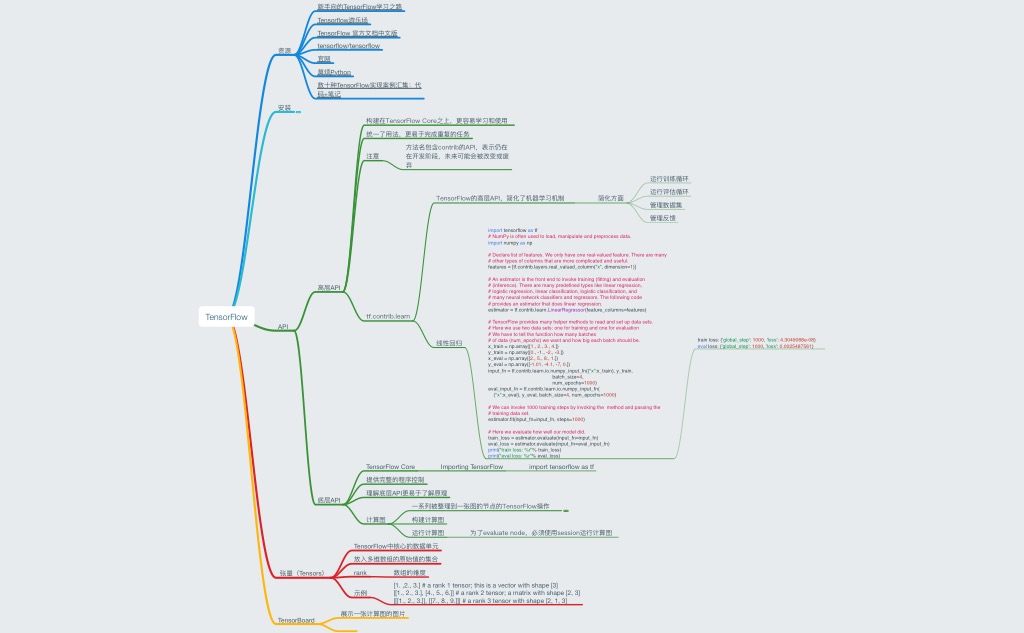 TensorFlow
资源
新手向的TensorFlow学习之路
Tensorflow游乐场
TensorFlow 官方文档中文版
tensorflow/tensorflow
官网
莫烦Python
数十种TensorFlow实现案例汇集：代
码+笔记
安装
API
高层API
构建在TensorFlow Core之上，更容易学习和使用
统一了用法，更易于完成重复的任务
注意
方法名包含contrib的API，表示仍在
在开发阶段，未来可能会被改变或废
弃
tf.contrib.learn
TensorFlow的高层API，简化了机器学习机制
简化方面
运行训练循环
运行评估循环
管理数据集
管理反馈
线性回归
import tensorflow as tf
# NumPy is often used to load, manipulate and preprocess data.
import numpy as np
# Declare list of features. We only have one real-valued feature. There are many
# other types of columns that are more complicated and useful.
features = [tf.contrib.layers.real_valued_column("x", dimension=1)]
# An estimator is the front end to invoke training (fitting) and evaluation
# (inference). There are many predefined types like linear regression,
# logistic regression, linear classification, logistic classification, and
# many neural network classifiers and regressors. The following code
# provides an estimator that does linear regression.
estimator = tf.contrib.learn.LinearRegressor(feature_columns=features)
# TensorFlow provides many helper methods to read and set up data sets.
# Here we use two data sets: one for training and one for evaluation
# We have to tell the function how many batches
# of data (num_epochs) we want and how big each batch should be.
x_train = np.array([1., 2., 3., 4.])
y_train = np.array([0., -1., -2., -3.])
x_eval = np.array([2., 5., 8., 1.])
y_eval = np.array([-1.01, -4.1, -7, 0.])
input_fn = tf.contrib.learn.io.numpy_input_fn({"x":x_train}, y_train,
batch_size=4,
num_epochs=1000)
eval_input_fn = tf.contrib.learn.io.numpy_input_fn(
{"x":x_eval}, y_eval, batch_size=4, num_epochs=1000)
# We can invoke 1000 training steps by invoking the method and passing the
# training data set.
estimator.fit(input_fn=input_fn, steps=1000)
# Here we evaluate how well our model did.
train_loss = estimator.evaluate(input_fn=input_fn)
eval_loss = estimator.evaluate(input_fn=eval_input_fn)
print("train loss: %r"% train_loss)
print("eval loss: %r"% eval_loss)
train loss: {'global_step': 1000, 'loss': 4.3049088e-08}
eval loss: {'global_step': 1000, 'loss': 0.0025487561}
底层API
TensorFlow Core
Importing TensorFlow
import tensorflow as tf
提供完整的程序控制
理解底层API更易于了解原理
计算图
一系列被整理到一张图的节点的TensorFlow操作
构建计算图
运行计算图
为了evaluate node，必须使用session运行计算图
张量（Tensors）
TensorFlow中核心的数据单元
放入多维数组的原始值的集合
rank
数组的维度
示例
[1. ,2., 3.] # a rank 1 tensor; this is a vector with shape [3]
[[1., 2., 3.], [4., 5., 6.]] # a rank 2 tensor; a matrix with shape [2, 3]
[[[1., 2., 3.]], [[7., 8., 9.]]] # a rank 3 tensor with shape [2, 1, 3]
TensorBoard
展示一张计算图的图片